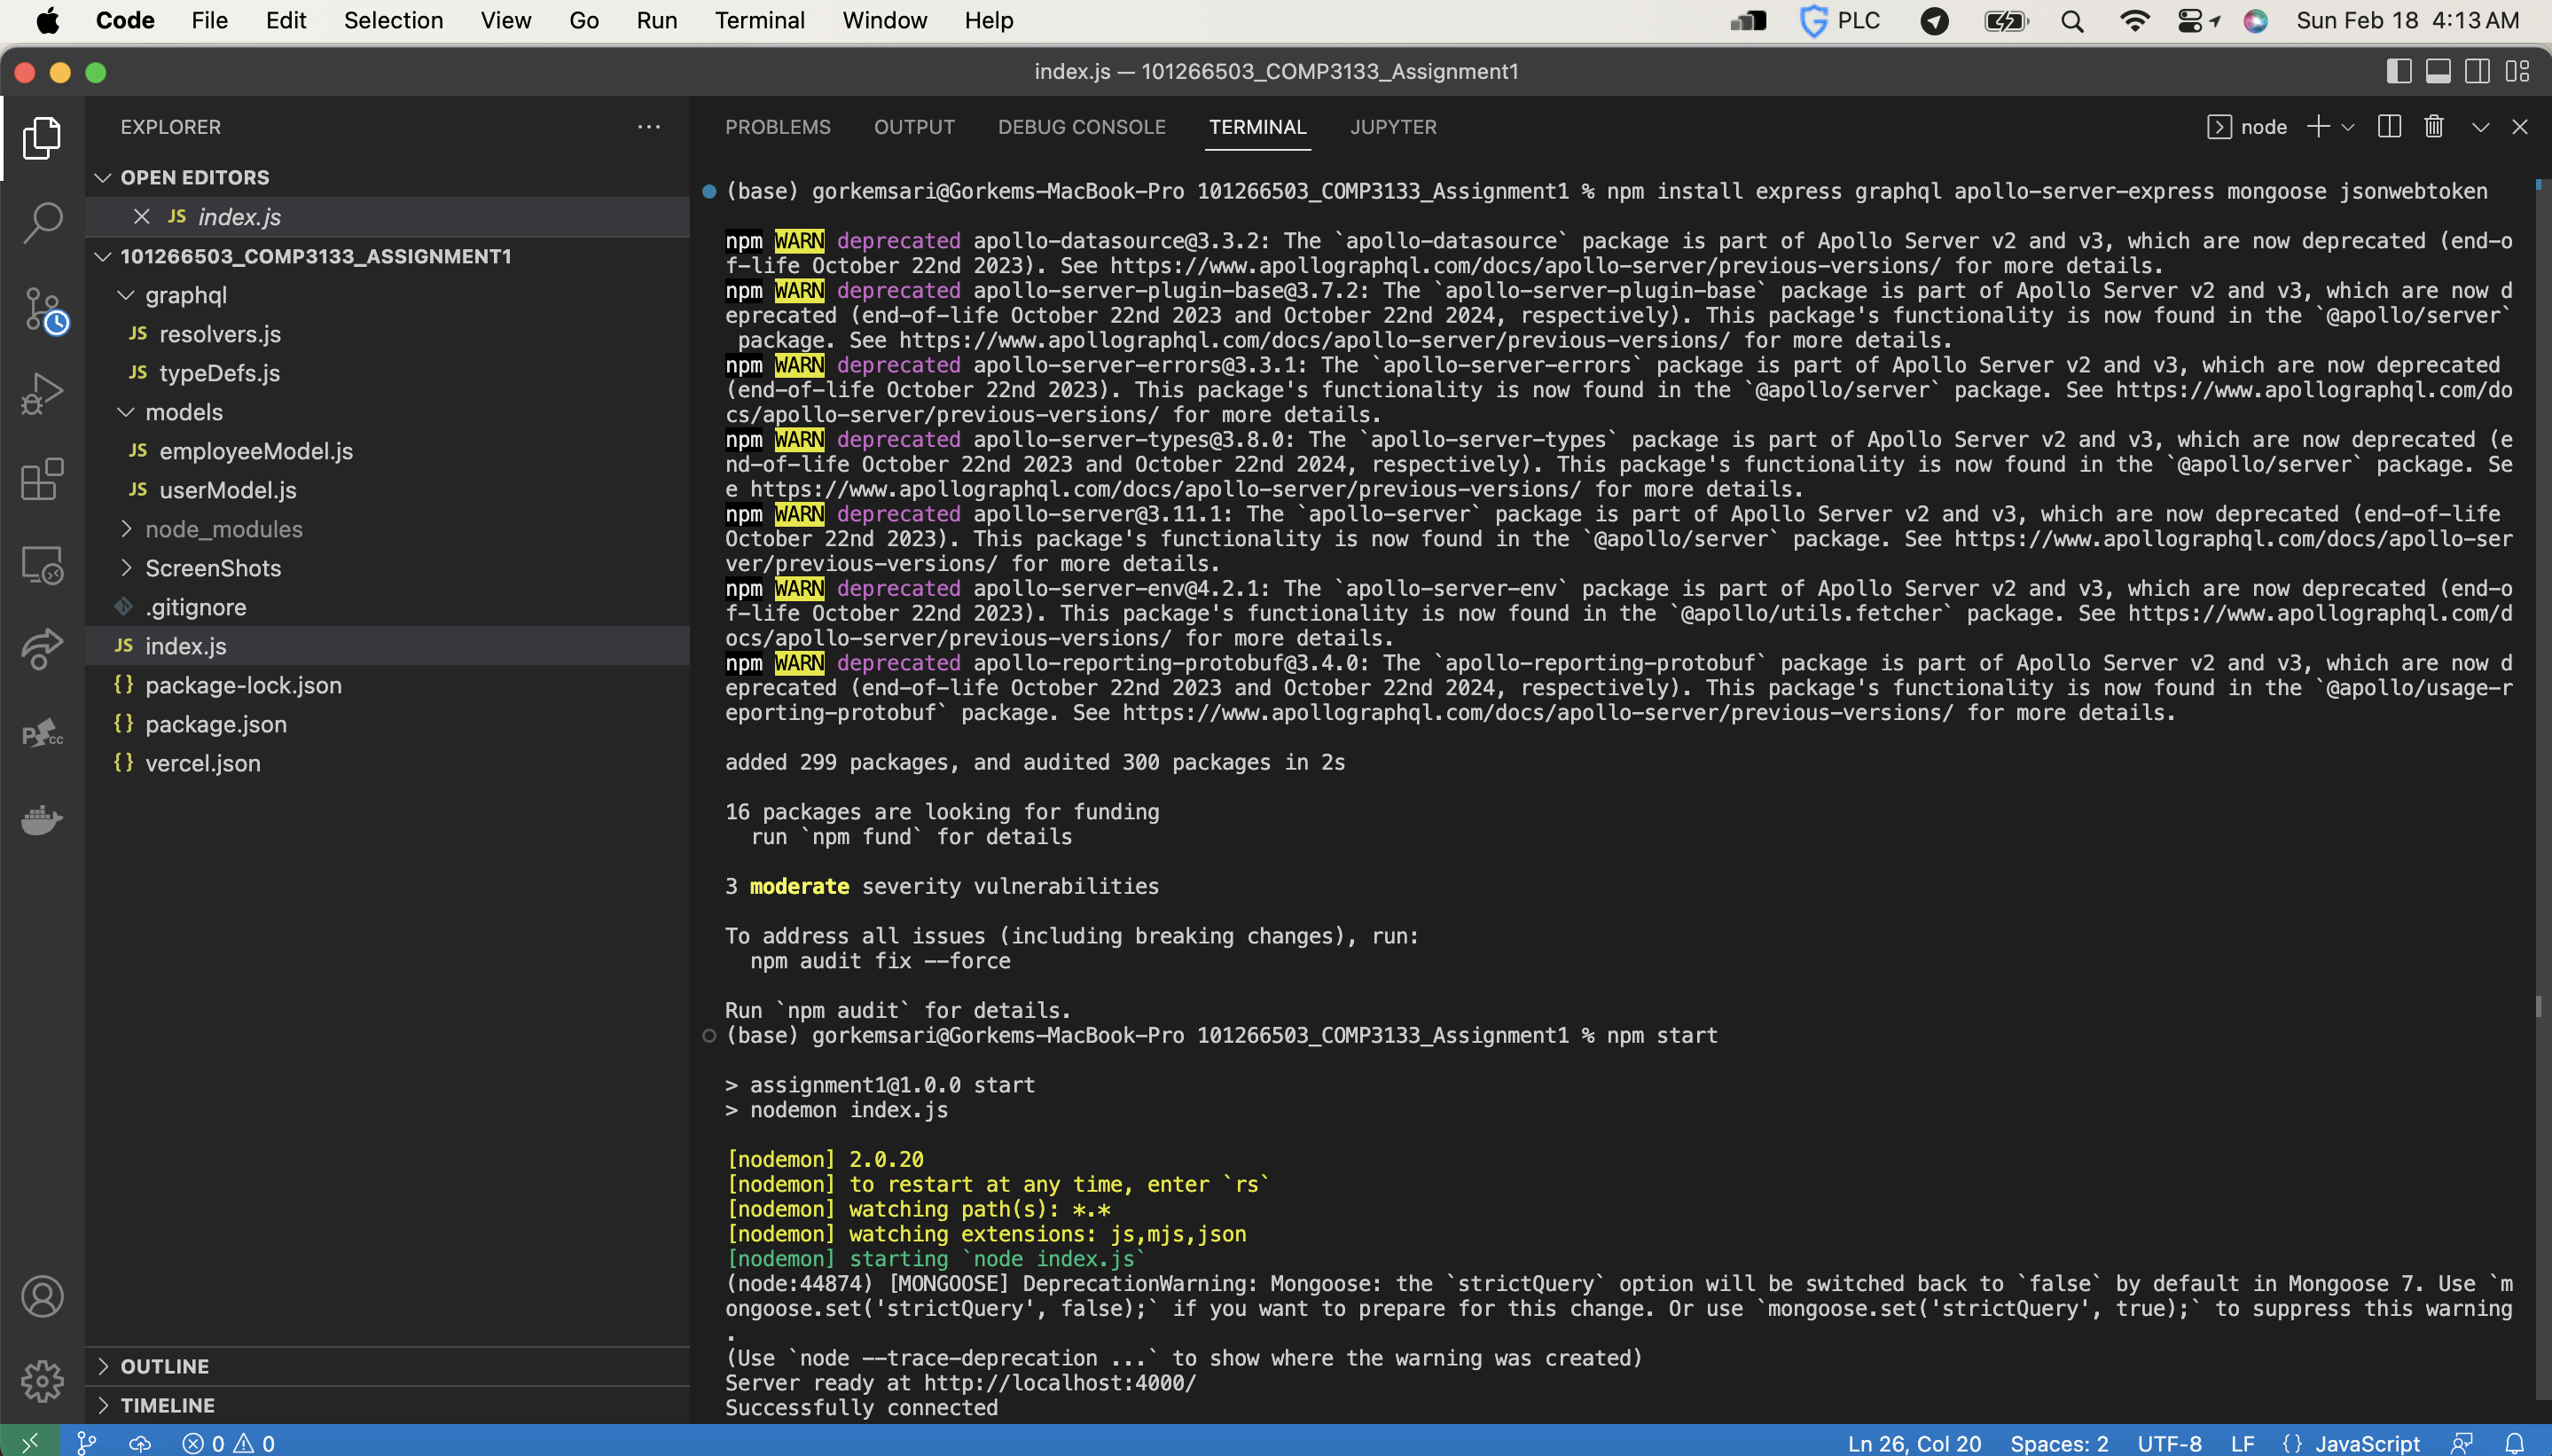 Code File Edit Selection View Go Run Terminal Window Help PLC Sun Feb 18 4:13 AM
index.js — 101266503_COMP3133_Assignment1
EXPLORER
OPEN EDITORS
JS index.js
101266503_COMP3133_ASSIGNMENT1
graphql
JS resolvers.js
JS typeDefs.js
models
JS employeeModel.js
JS userModel.js
node_modules
ScreenShots
.gitignore
JS index.js
{} package-lock.json
{} package.json
{} vercel.json
OUTLINE
TIMELINE
PROBLEMS OUTPUT DEBUG CONSOLE TERMINAL JUPYTER node
(base) gorkemsari@Gorkems-MacBook-Pro 101266503_COMP3133_Assignment1 % npm install express graphql apollo-server-express mongoose jsonwebtoken
npm WARN deprecated apollo-datasource@3.3.2: The `apollo-datasource` package is part of Apollo Server v2 and v3, which are now deprecated (end-o
f-life October 22nd 2023). See https://www.apollographql.com/docs/apollo-server/previous-versions/ for more details.
npm WARN deprecated apollo-server-plugin-base@3.7.2: The `apollo-server-plugin-base` package is part of Apollo Server v2 and v3, which are now d
eprecated (end-of-life October 22nd 2023 and October 22nd 2024, respectively). This package's functionality is now found in the `@apollo/server`
 package. See https://www.apollographql.com/docs/apollo-server/previous-versions/ for more details.
npm WARN deprecated apollo-server-errors@3.3.1: The `apollo-server-errors` package is part of Apollo Server v2 and v3, which are now deprecated
(end-of-life October 22nd 2023). This package's functionality is now found in the `@apollo/server` package. See https://www.apollographql.com/do
cs/apollo-server/previous-versions/ for more details.
npm WARN deprecated apollo-server-types@3.8.0: The `apollo-server-types` package is part of Apollo Server v2 and v3, which are now deprecated (e
nd-of-life October 22nd 2023 and October 22nd 2024, respectively). This package's functionality is now found in the `@apollo/server` package. Se
e https://www.apollographql.com/docs/apollo-server/previous-versions/ for more details.
npm WARN deprecated apollo-server@3.11.1: The `apollo-server` package is part of Apollo Server v2 and v3, which are now deprecated (end-of-life
October 22nd 2023). This package's functionality is now found in the `@apollo/server` package. See https://www.apollographql.com/docs/apollo-ser
ver/previous-versions/ for more details.
npm WARN deprecated apollo-server-env@4.2.1: The `apollo-server-env` package is part of Apollo Server v2 and v3, which are now deprecated (end-o
f-life October 22nd 2023). This package's functionality is now found in the `@apollo/utils.fetcher` package. See https://www.apollographql.com/d
ocs/apollo-server/previous-versions/ for more details.
npm WARN deprecated apollo-reporting-protobuf@3.4.0: The `apollo-reporting-protobuf` package is part of Apollo Server v2 and v3, which are now d
eprecated (end-of-life October 22nd 2023 and October 22nd 2024, respectively). This package's functionality is now found in the `@apollo/usage-r
eporting-protobuf` package. See https://www.apollographql.com/docs/apollo-server/previous-versions/ for more details.
added 299 packages, and audited 300 packages in 2s
16 packages are looking for funding
run `npm fund` for details
3 moderate severity vulnerabilities
To address all issues (including breaking changes), run:
npm audit fix --force
Run `npm audit` for details.
(base) gorkemsari@Gorkems-MacBook-Pro 101266503_COMP3133_Assignment1 % npm start
> assignment1@1.0.0 start
> nodemon index.js
[nodemon] 2.0.20
[nodemon] to restart at any time, enter `rs`
[nodemon] watching path(s): *.*
[nodemon] watching extensions: js,mjs,json
[nodemon] starting `node index.js`
(node:44874) [MONGOOSE] DeprecationWarning: Mongoose: the `strictQuery` option will be switched back to `false` by default in Mongoose 7. Use `m
ongoose.set('strictQuery', false);` if you want to prepare for this change. Or use `mongoose.set('strictQuery', true);` to suppress this warning
.
(Use `node --trace-deprecation ...` to show where the warning was created)
Server ready at http://localhost:4000/
Successfully connected
0 0 Ln 26, Col 20 Spaces: 2 UTF-8 LF {} JavaScript